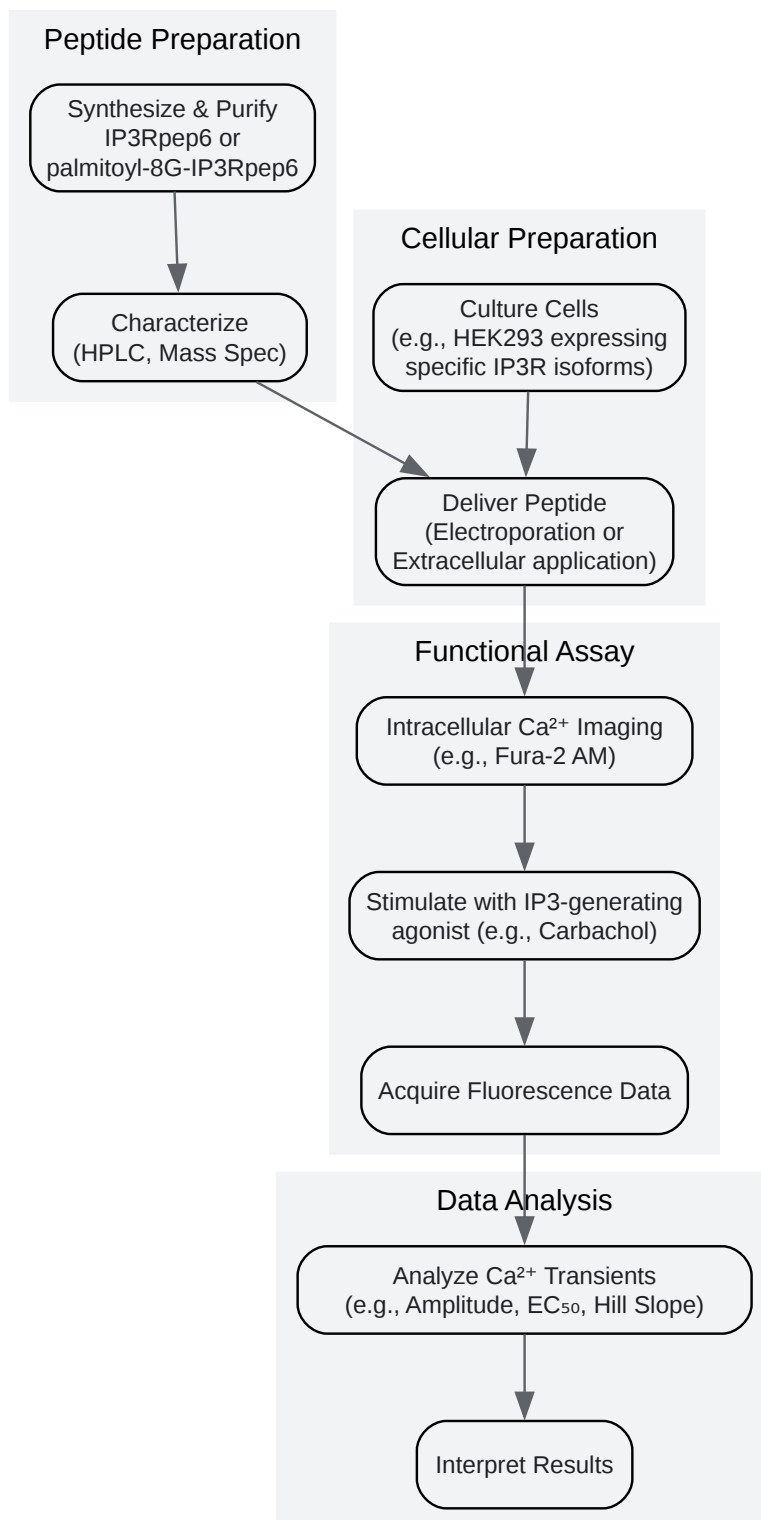 Peptide Preparation
Synthesize & Purify
IP3Rpep6 or
palmitoyl-8G-IP3Rpep6
Characterize
(HPLC, Mass Spec)
Cellular Preparation
Culture Cells
(e.g., HEK293 expressing
specific IP3R isoforms)
Deliver Peptide
(Electroporation or
Extracellular application)
Functional Assay
Intracellular Ca²⁺ Imaging
(e.g., Fura-2 AM)
Stimulate with IP3-generating
agonist (e.g., Carbachol)
Acquire Fluorescence Data
Data Analysis
Analyze Ca²⁺ Transients
(e.g., Amplitude, EC₅₀, Hill Slope)
Interpret Results